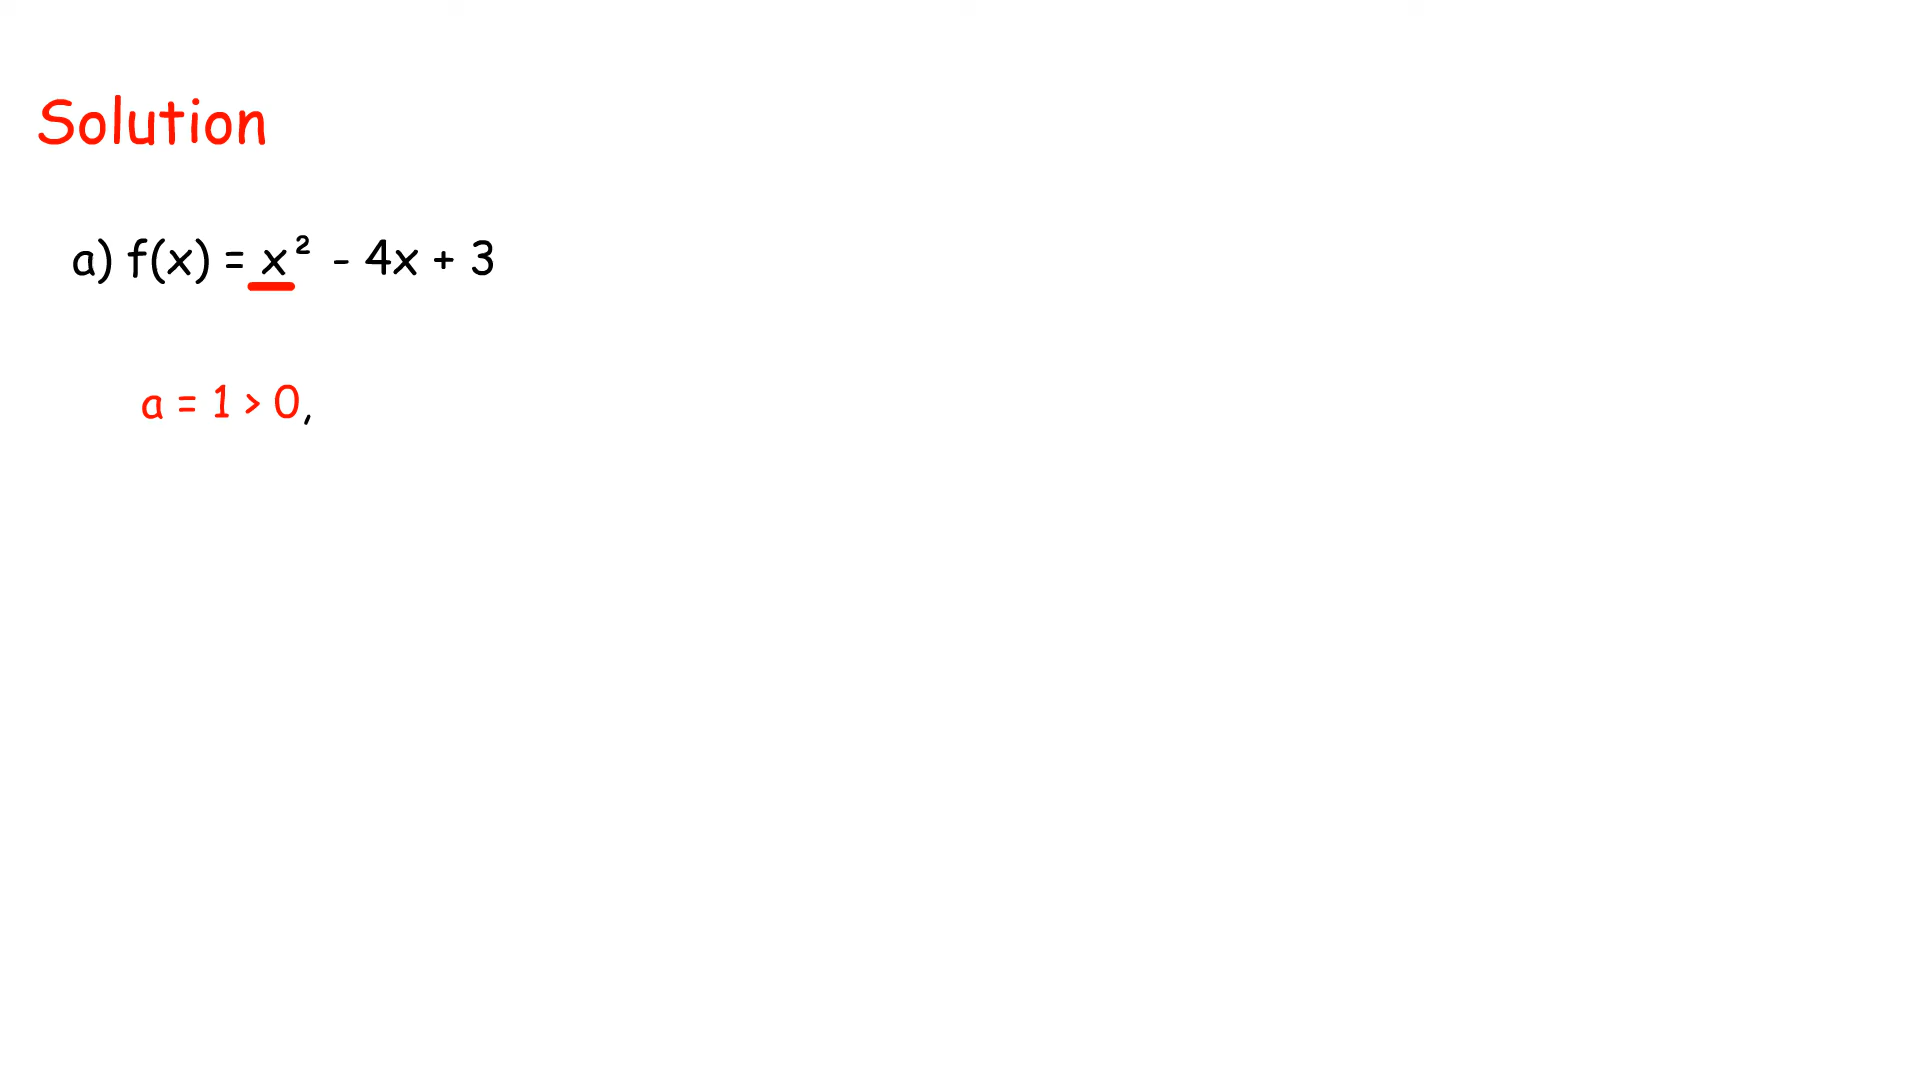 Solution
a) f(x) = x² - 4x + 3
a = 1 > 0,